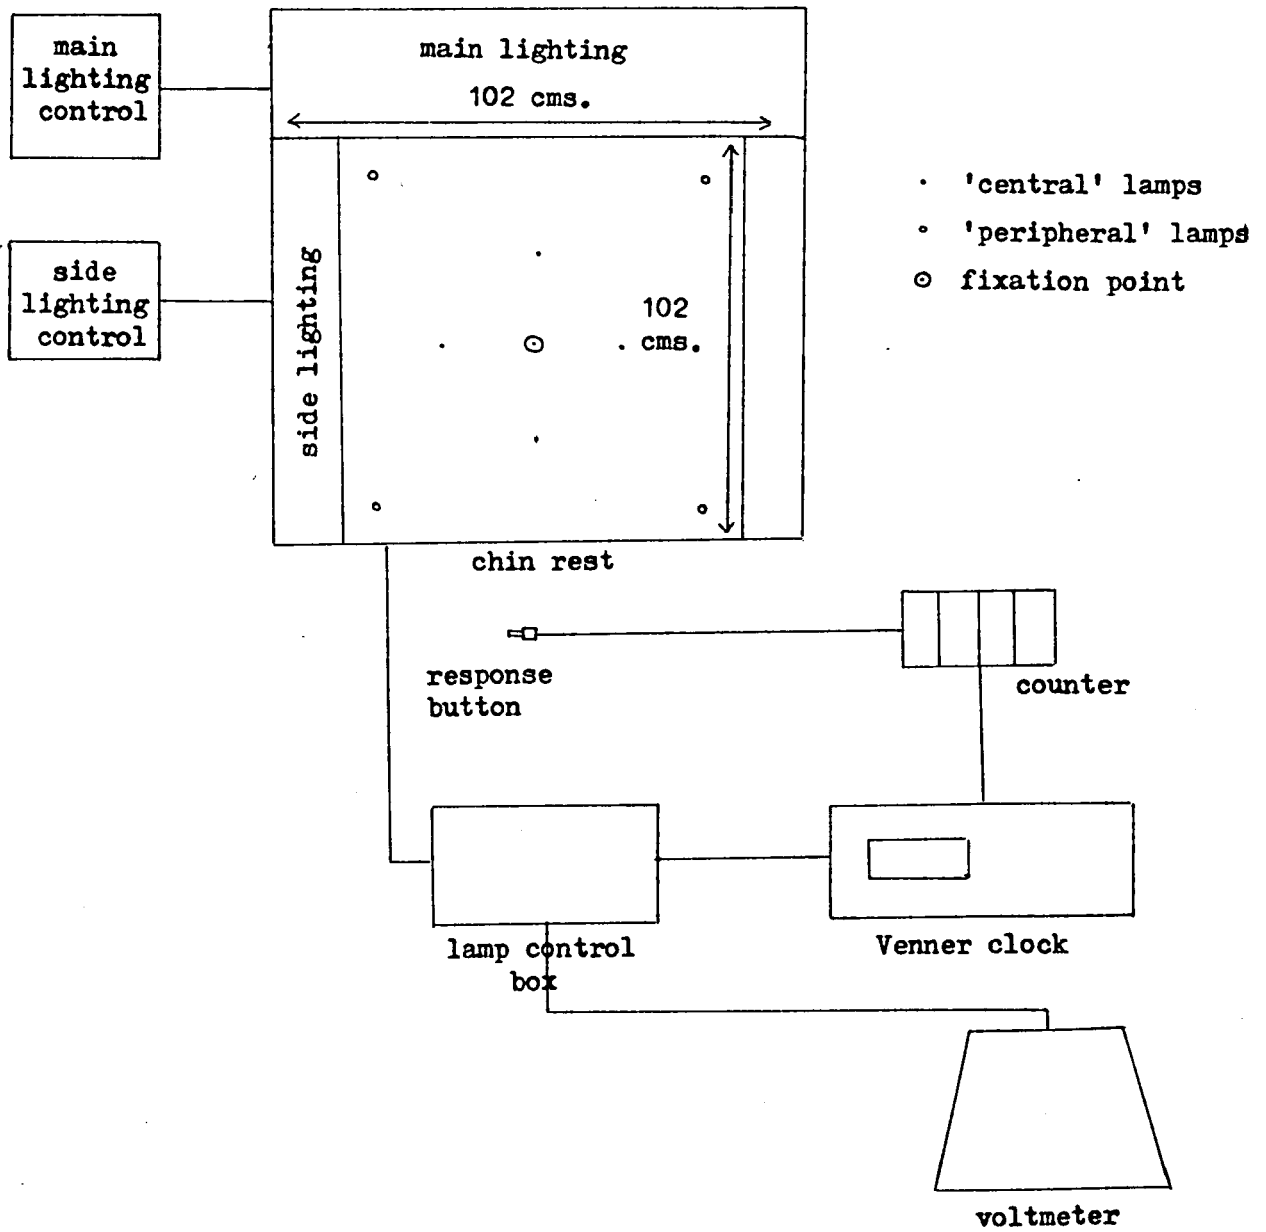 main
lighting
control
main lighting
102 cms.
side
lighting
control
side lighting
102
cms.
'central' lamps
'peripheral' lamps
fixation point
chin rest
response
button
counter
lamp control
box
Venner clock
voltmeter